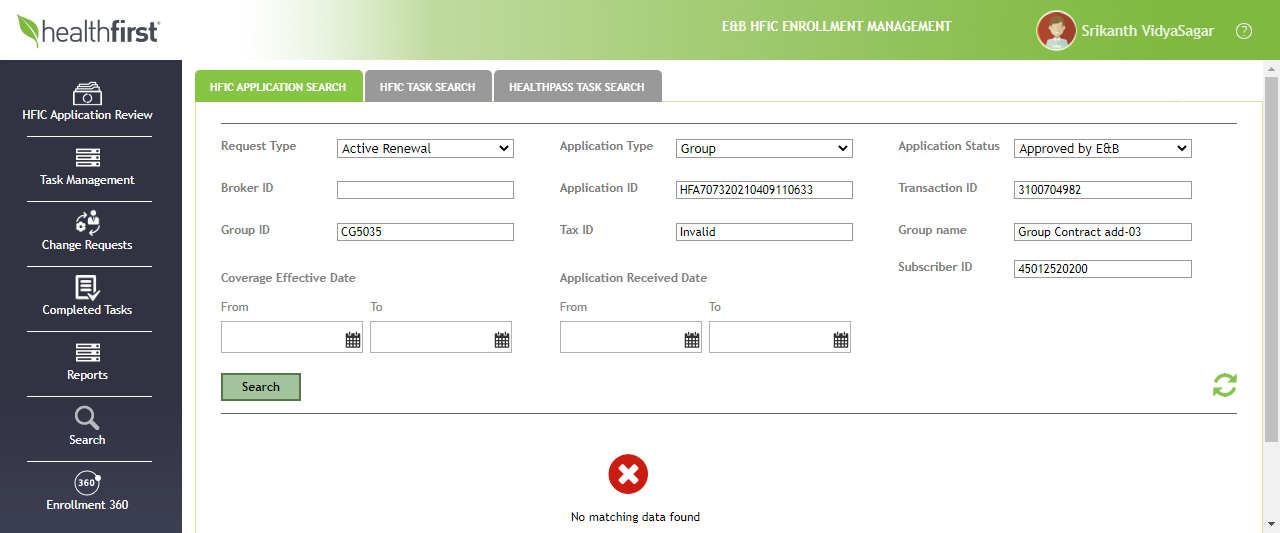 healthfirst
E&B HFIC ENROLLMENT MANAGEMENT
Srikanth VidyaSagar
?
HFIC Application Review
Task Management
Change Requests
Completed Tasks
Reports
Search
360
Enrollment 360
HFIC APPLICATION SEARCH
HFIC TASK SEARCH
HEALTHPASS TASK SEARCH
Request Type
Active Renewal
Application Type
Group
Application Status
Approved by E&B
Broker ID
Application ID
HFA707320210409110633
Transaction ID
3100704982
Group ID
CG5035
Tax ID
Invalid
Group name
Group Contract add-03
Subscriber ID
45012520200
Coverage Effective Date
Application Received Date
From
To
From
To
Search
No matching data found